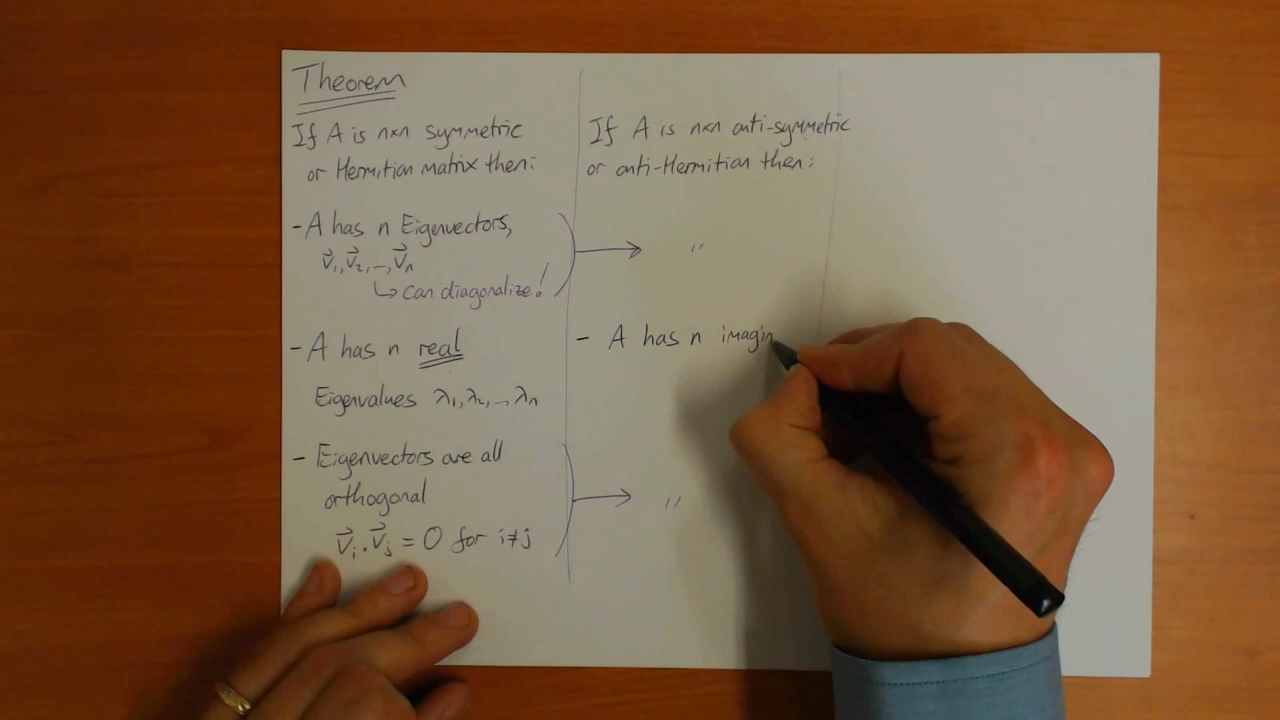 Theorem
If A is n×n symmetric
or Hermitian matrix then:
- A has n Eigenvectors,
v⃗₁, v⃗₂, ..., v⃗ₙ
↳ can diagonalize!
- A has n real
Eigenvalues λ₁, λ₂, ..., λₙ
- Eigenvectors are all
orthogonal
v⃗ᵢ · v⃗ⱼ = 0 for i≠j
If A is n×n anti-symmetric
or anti-Hermitian then:
→ "
- A has n imagin
→ "